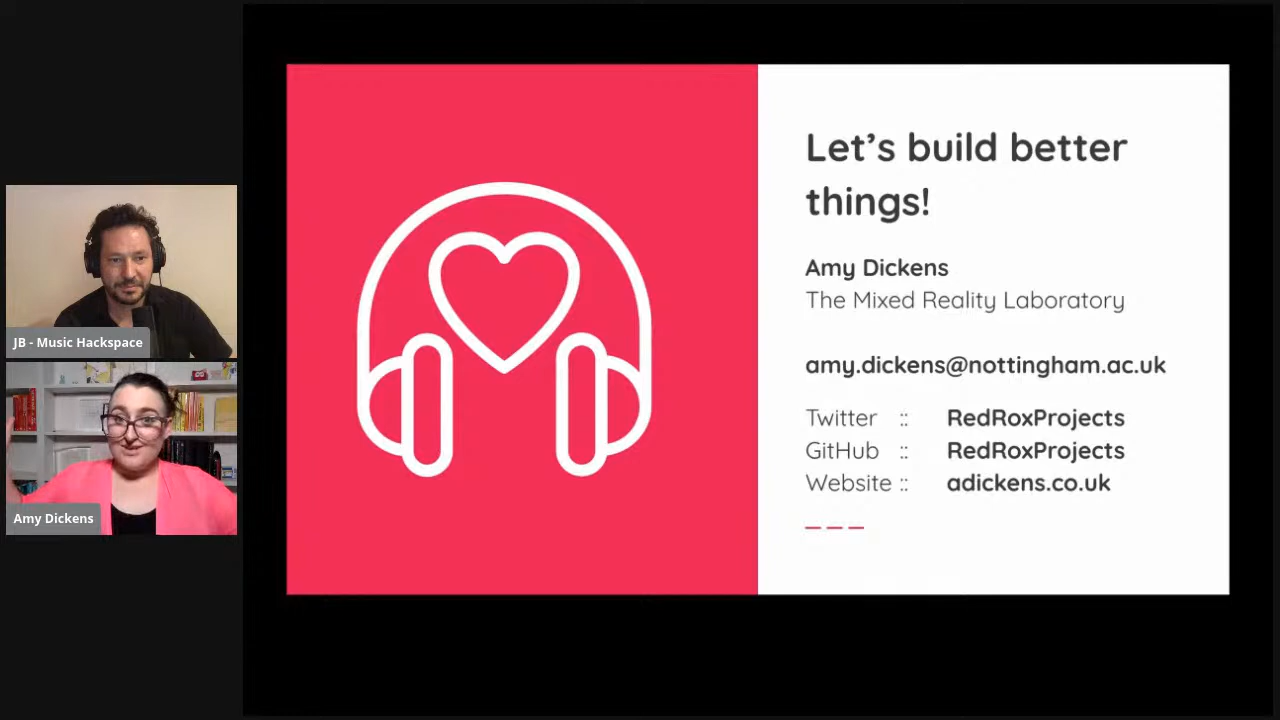 JB - Music Hackspace
Amy Dickens
Let's build better
things!
Amy Dickens
The Mixed Reality Laboratory
amy.dickens@nottingham.ac.uk
Twitter :: RedRoxProjects
GitHub :: RedRoxProjects
Website :: adickens.co.uk